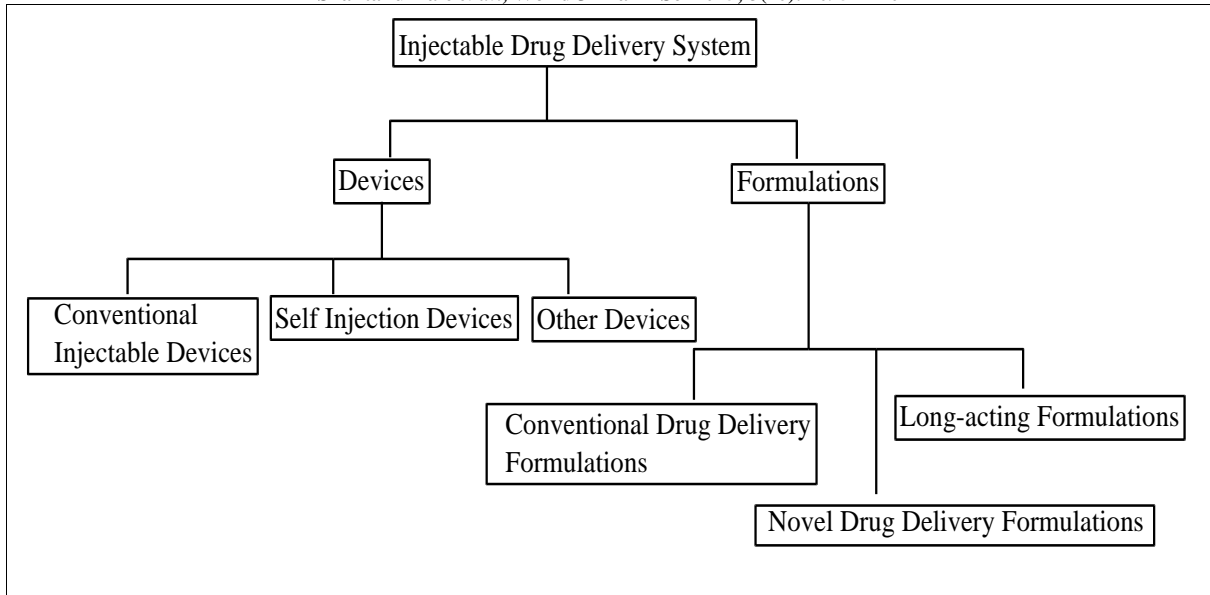 Injectable Drug Delivery System
Devices
Formulations
Conventional
Injectable Devices
Self Injection Devices
Other Devices
Conventional Drug Delivery
Formulations
Long-acting Formulations
Novel Drug Delivery Formulations